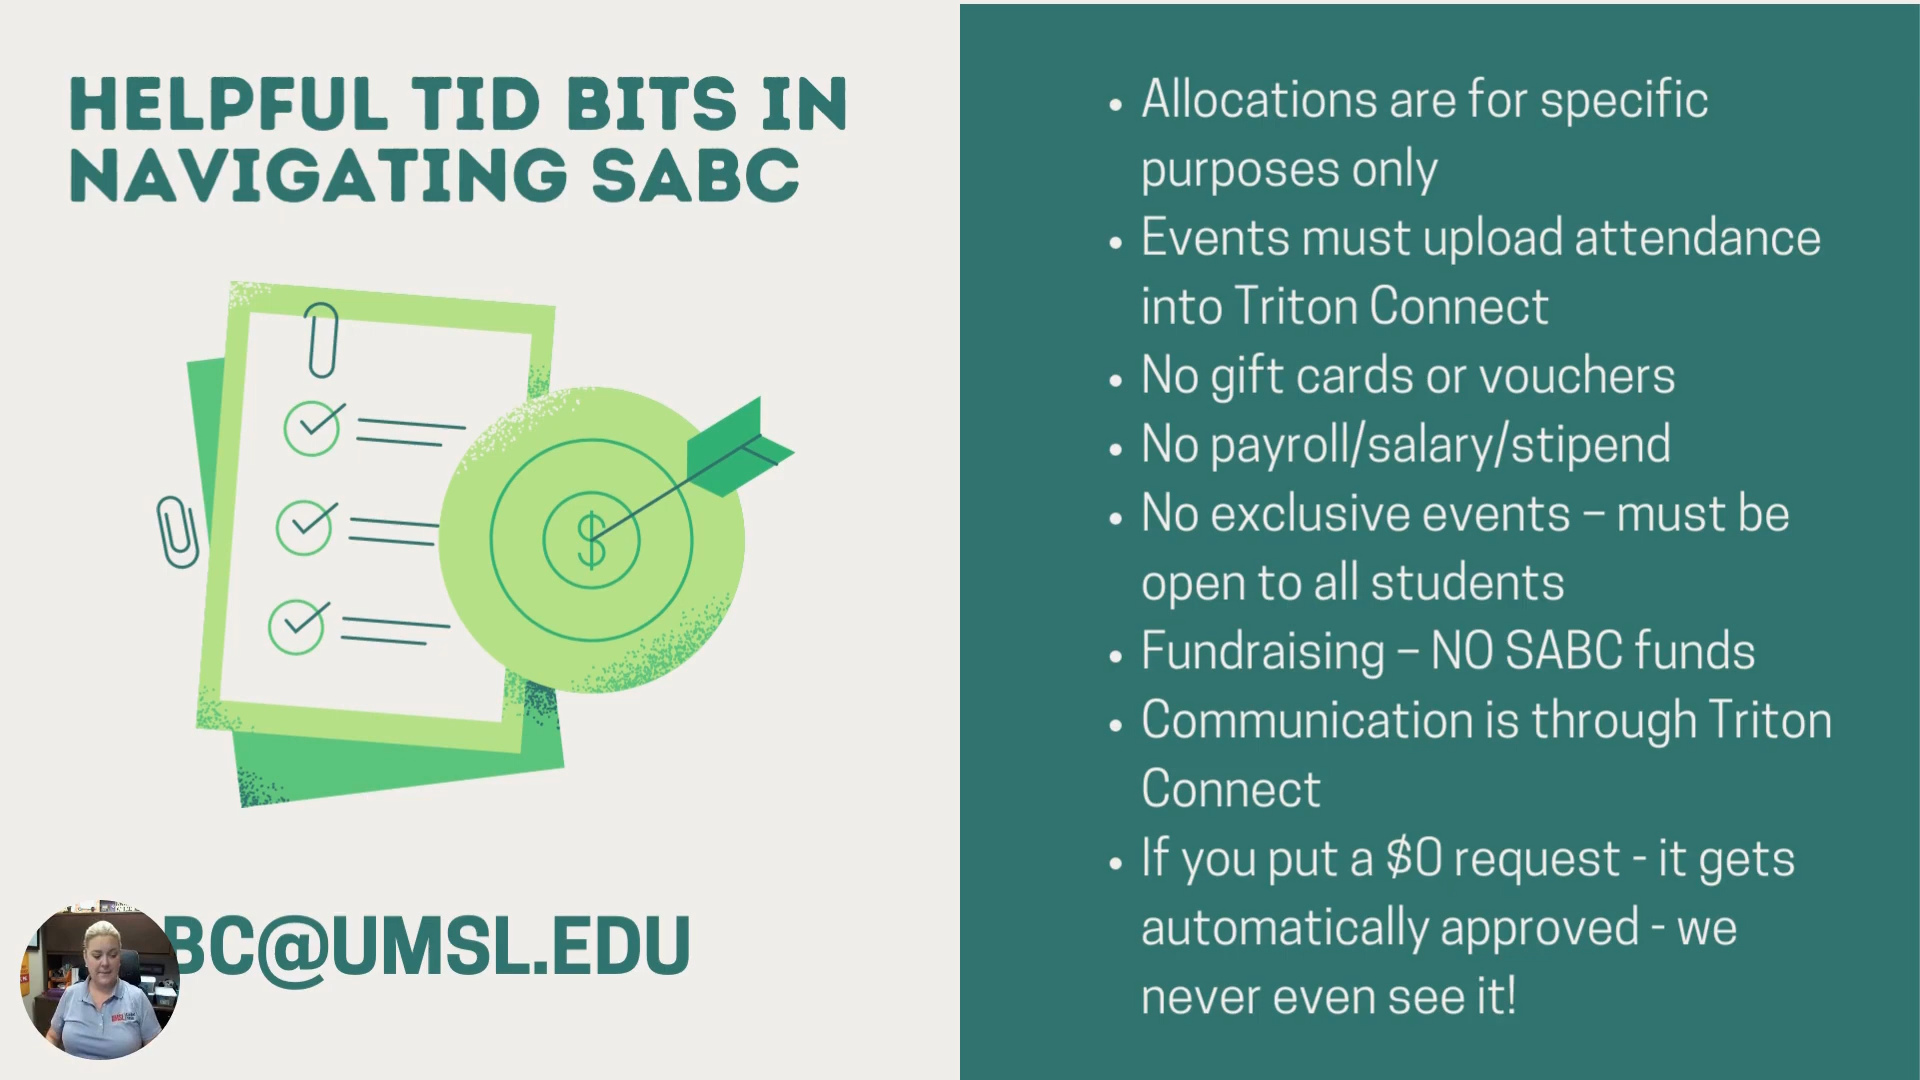 HELPFUL TID BITS IN
NAVIGATING SABC
$
BC@UMSL.EDU
• Allocations are for specific
purposes only
• Events must upload attendance
into Triton Connect
• No gift cards or vouchers
• No payroll/salary/stipend
• No exclusive events – must be
open to all students
• Fundraising – NO SABC funds
• Communication is through Triton
Connect
• If you put a $0 request - it gets
automatically approved - we
never even see it!